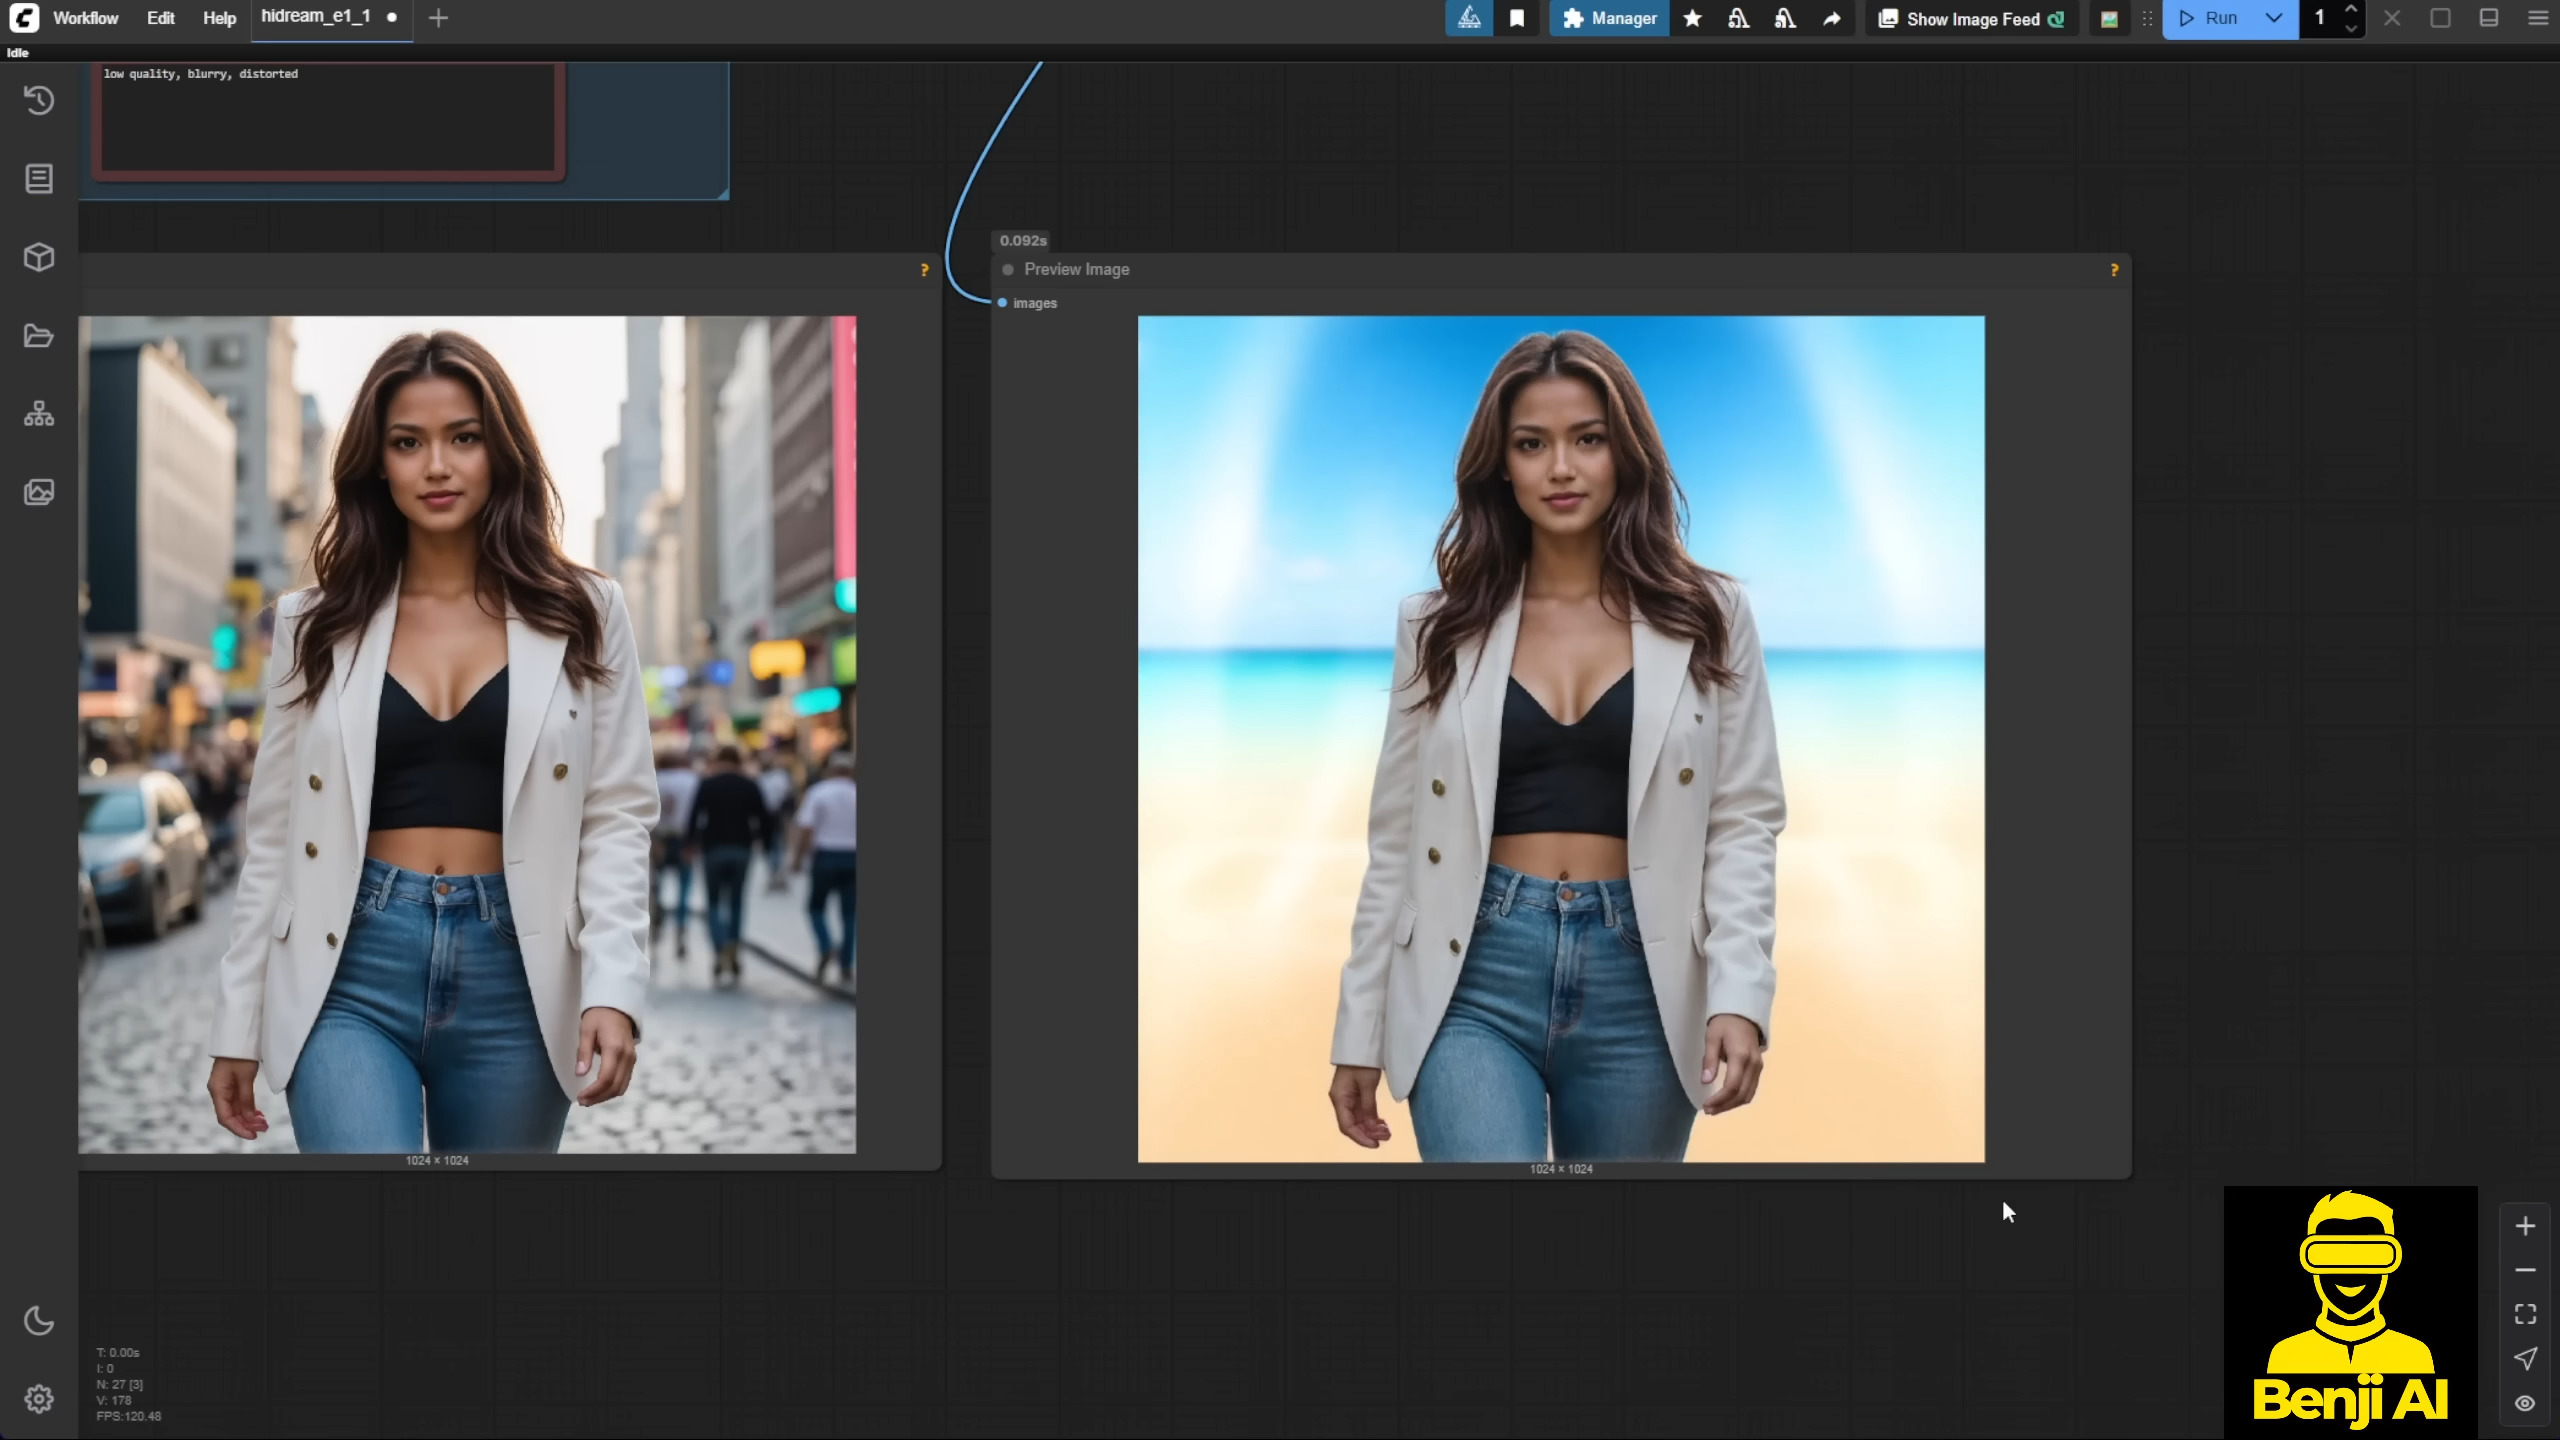 Workflow Edit Help hidream_e1_1
Manager
Show Image Feed
Run
1
Idle
low quality, blurry, distorted
0.092s
Preview Image
?
?
images
1024 × 1024
1024 × 1024
T: 0.00s
I: 0
N: 27 [3]
V: 178
FPS:120.48
Benji AI